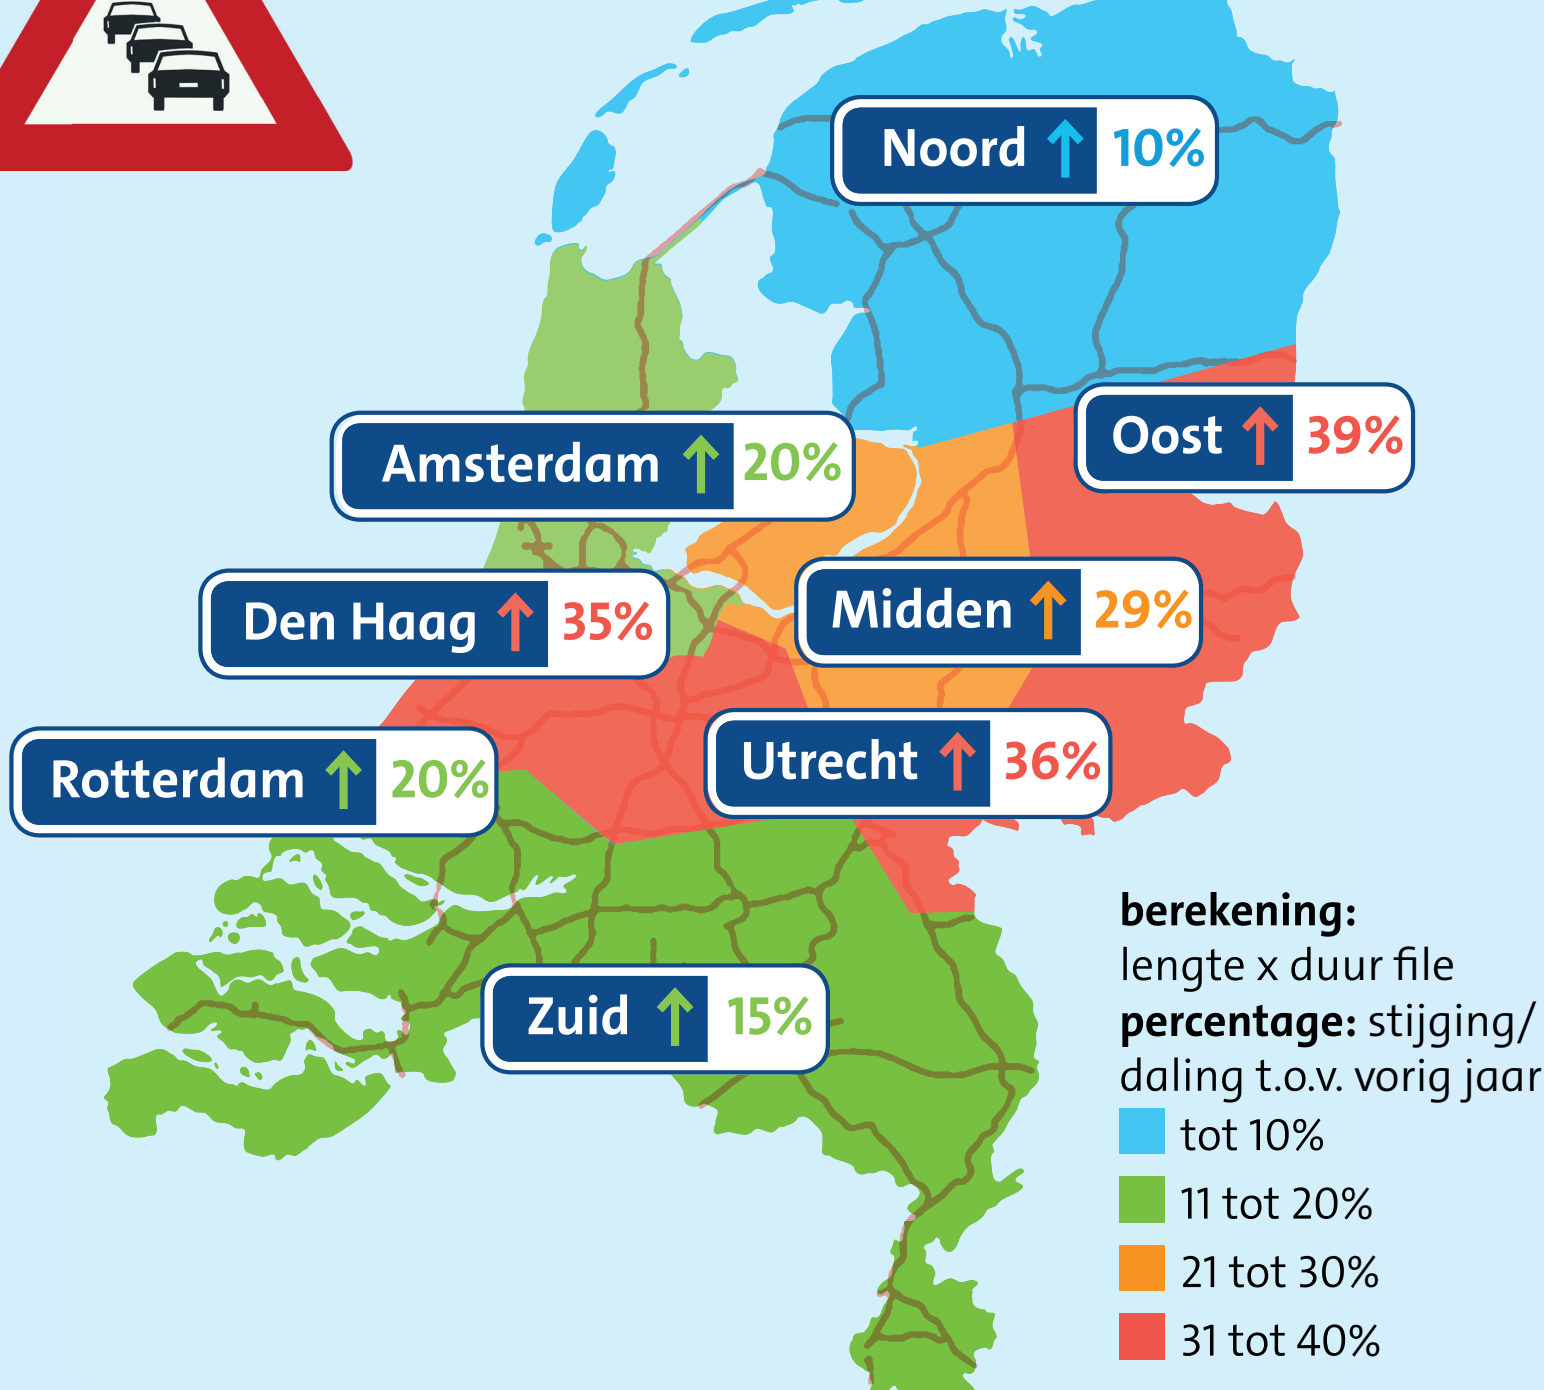 Noord ↑ 10%
Oost ↑ 39%
Amsterdam ↑ 20%
Midden ↑ 29%
Den Haag ↑ 35%
Utrecht ↑ 36%
Rotterdam ↑ 20%
Zuid ↑ 15%
berekening:
lengte x duur file
percentage: stijging/
daling t.o.v. vorig jaar
tot 10%
11 tot 20%
21 tot 30%
31 tot 40%